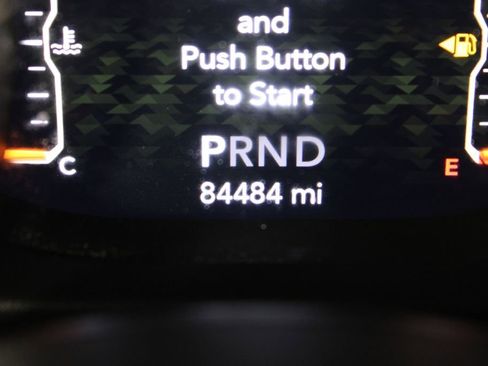 and
Push Button
to Start
PRND
84484 mi
C
E